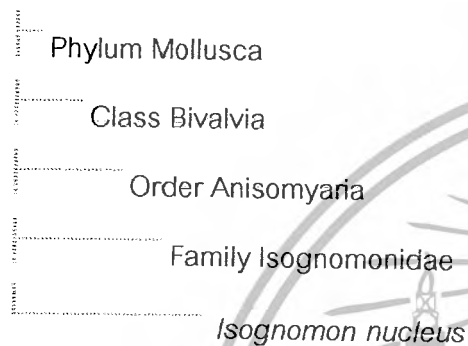 Phylum Mollusca
Class Bivalvia
Order Anisomyaria
Family Isognomonidae
Isognomon nucleus